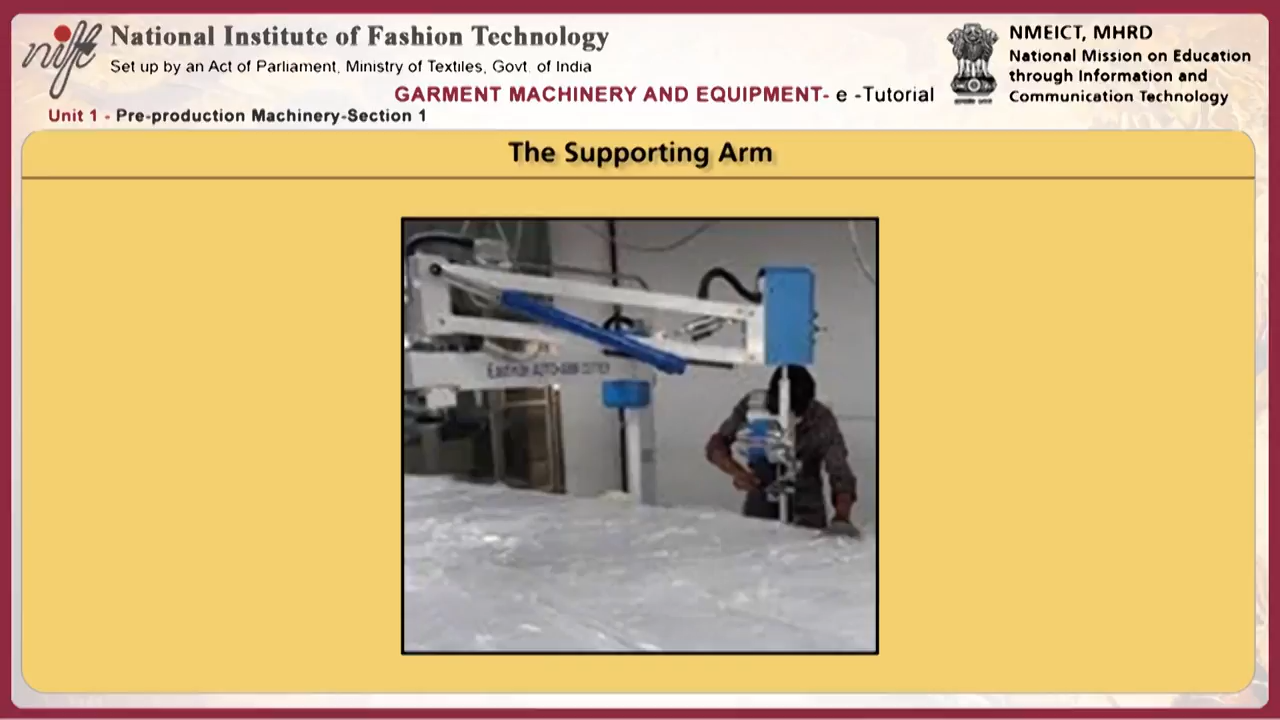 nift
National Institute of Fashion Technology
Set up by an Act of Parliament, Ministry of Textiles, Govt. of India
NMEICT, MHRD
National Mission on Education
through Information and
Communication Technology
GARMENT MACHINERY AND EQUIPMENT- e -Tutorial
Unit 1 - Pre-production Machinery-Section 1
The Supporting Arm